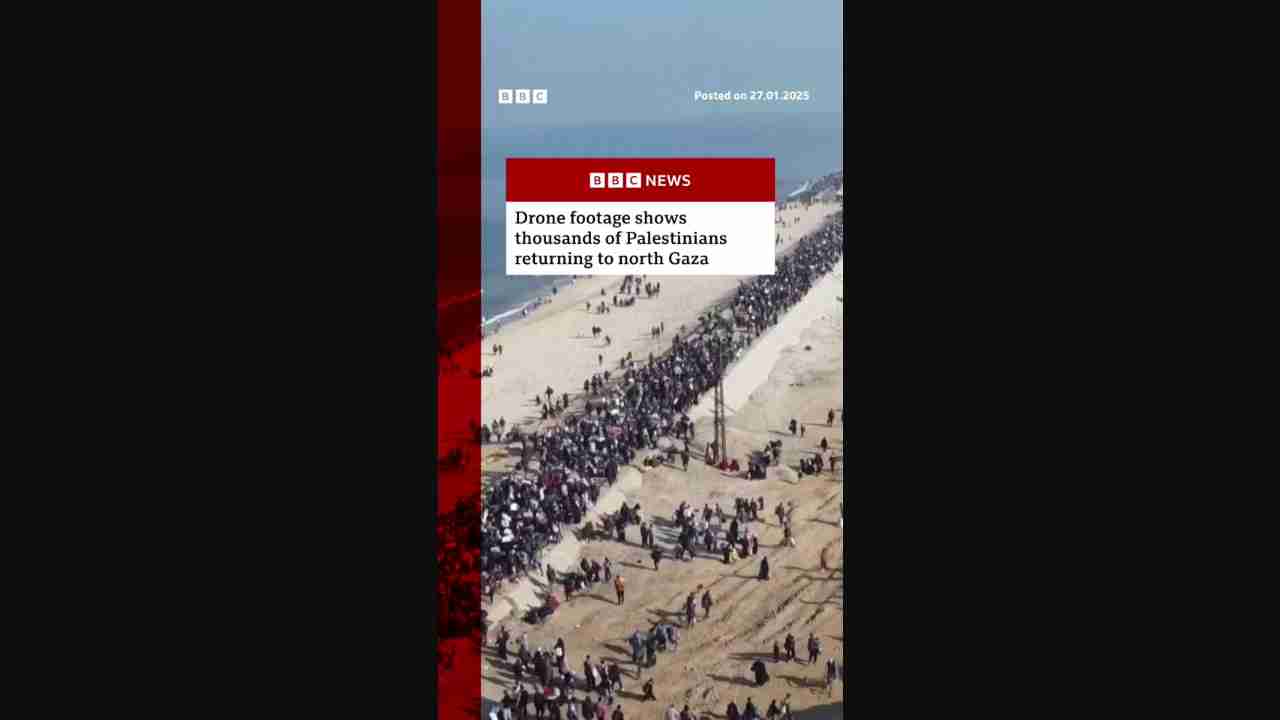 BBC
Posted on 27.01.2025
BBC NEWS
Drone footage shows
thousands of Palestinians
returning to north Gaza